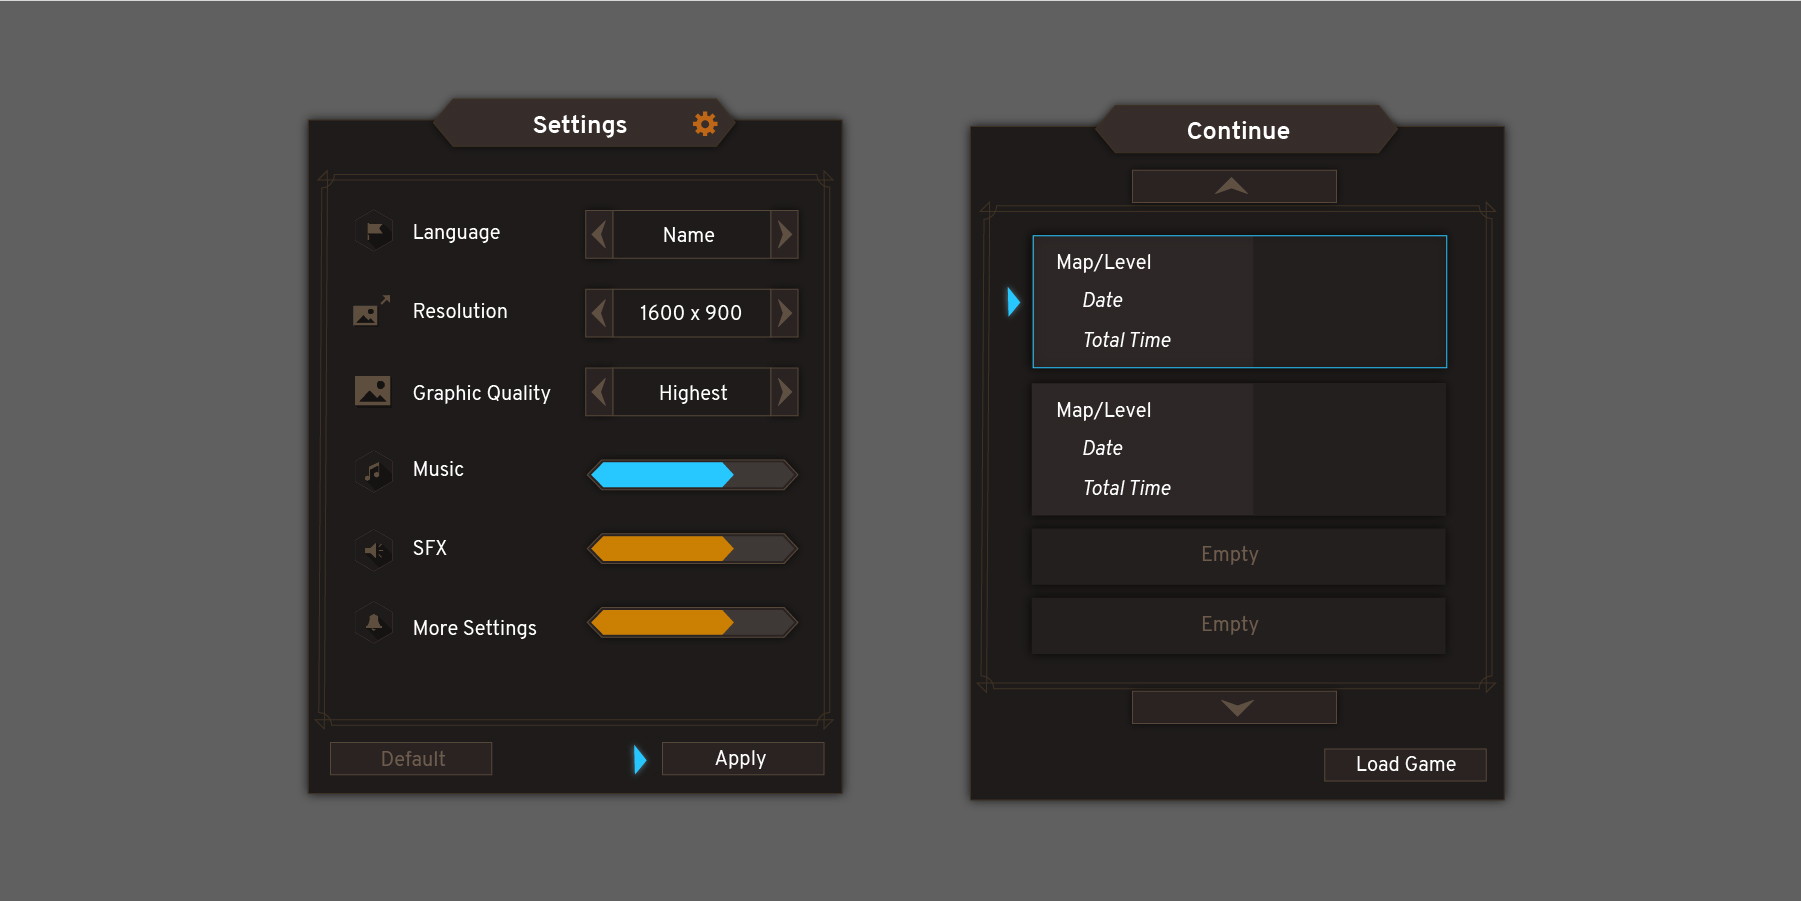 Settings
Language
Name
Resolution
1600 x 900
Graphic Quality
Highest
Music
SFX
More Settings
Default
Apply
Continue
Map/Level
Date
Total Time
Map/Level
Date
Total Time
Empty
Empty
Load Game